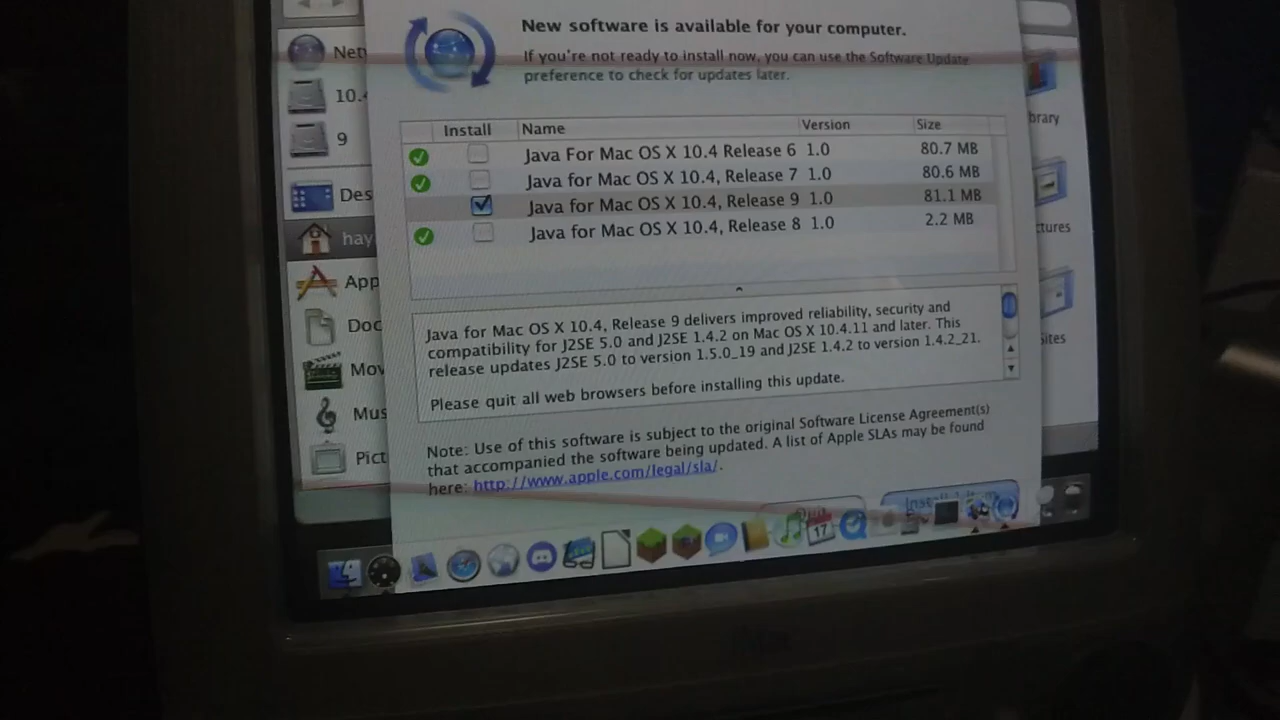 New software is available for your computer.
If you're not ready to install now, you can use the Software Update
preference to check for updates later.
Install Name Version Size
Java For Mac OS X 10.4 Release 6 1.0 80.7 MB
Java for Mac OS X 10.4, Release 7 1.0 80.6 MB
Java for Mac OS X 10.4, Release 9 1.0 81.1 MB
Java for Mac OS X 10.4, Release 8 1.0 2.2 MB
Java for Mac OS X 10.4, Release 9 delivers improved reliability, security and
compatibility for J2SE 5.0 and J2SE 1.4.2 on Mac OS X 10.4.11 and later. This
release updates J2SE 5.0 to version 1.5.0_19 and J2SE 1.4.2 to version 1.4.2_21.
Please quit all web browsers before installing this update.
Note: Use of this software is subject to the original Software License Agreement(s)
that accompanied the software being updated. A list of Apple SLAs may be found
here: http://www.apple.com/legal/sla/.
Quit Install 1 Item
Net
10.4
9
Des
hay
App
Doc
Mov
Mus
Pict
brary
ctures
Sites
17
iMac